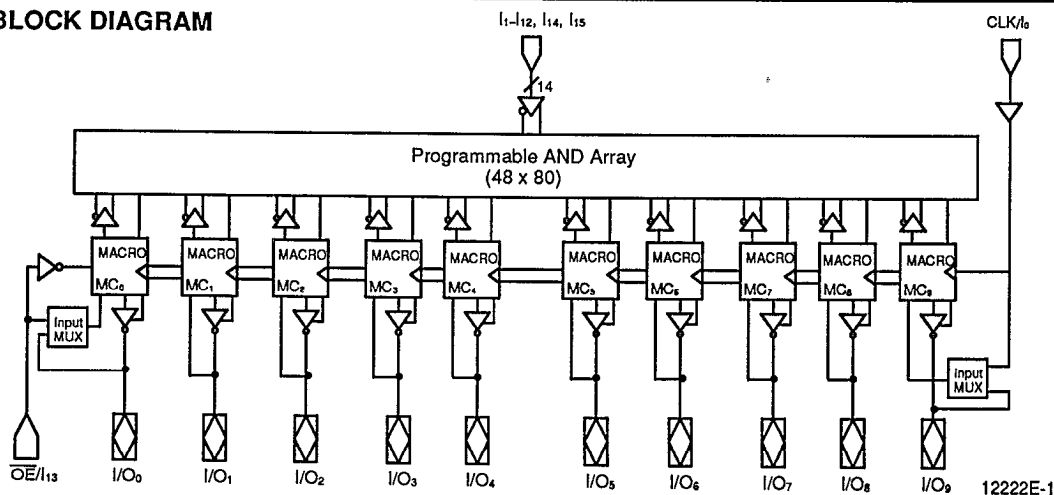 BLOCK DIAGRAM
I₁–I₁₂, I₁₄, I₁₅
CLK/I₀
14
Programmable AND Array
(48 x 80)
MACRO MACRO MACRO MACRO MACRO MACRO MACRO MACRO MACRO MACRO
MC₀ MC₁ MC₂ MC₃ MC₄ MC₅ MC₆ MC₇ MC₈ MC₉
Input
MUX
Input
MUX
O̅E̅/I₁₃ I/O₀ I/O₁ I/O₂ I/O₃ I/O₄ I/O₅ I/O₆ I/O₇ I/O₈ I/O₉
12222E-1